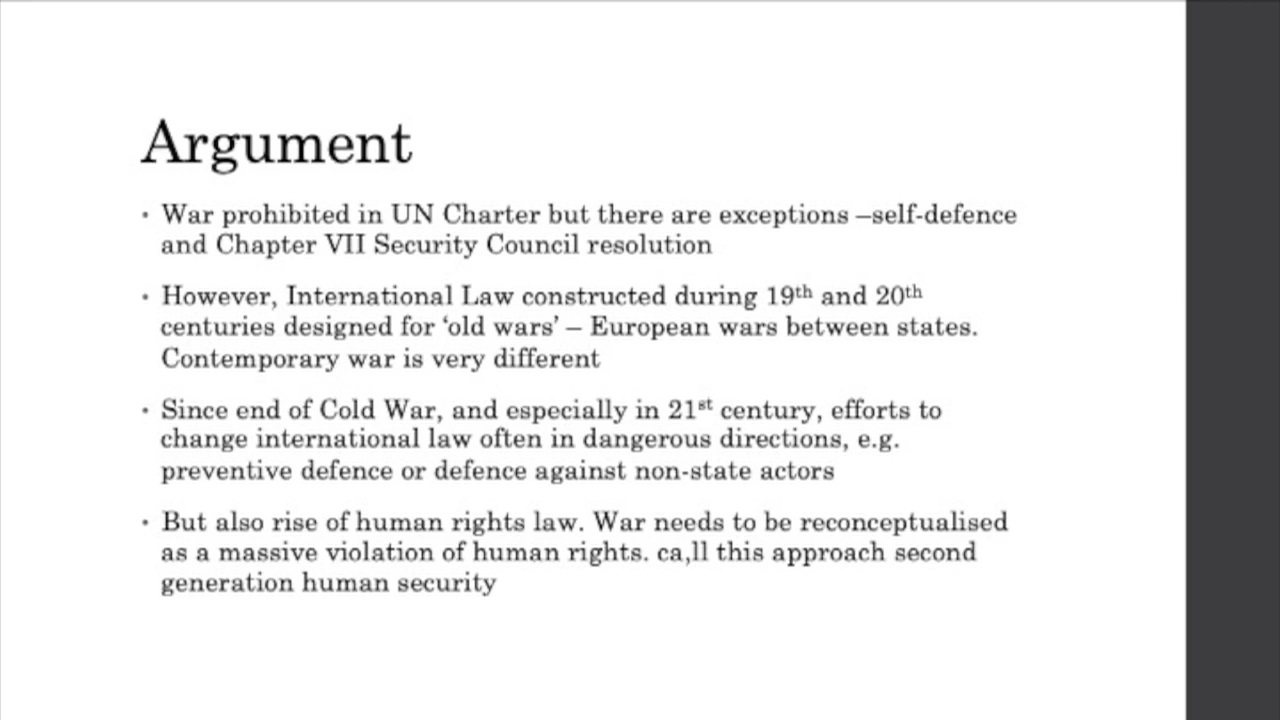 Argument
• War prohibited in UN Charter but there are exceptions –self-defence
and Chapter VII Security Council resolution
• However, International Law constructed during 19th and 20th
centuries designed for ‘old wars’ – European wars between states.
Contemporary war is very different
• Since end of Cold War, and especially in 21st century, efforts to
change international law often in dangerous directions, e.g.
preventive defence or defence against non-state actors
• But also rise of human rights law. War needs to be reconceptualised
as a massive violation of human rights. ca,ll this approach second
generation human security